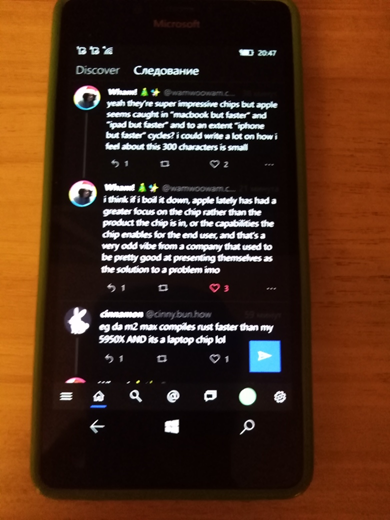 Microsoft
20:47
Discover Следование
Wham! @wamwoowam.c...
yeah they're super impressive chips but apple
seems caught in "macbook but faster" and
"ipad but faster" and to an extent "iphone
but faster" cycles? i could write a lot on how i
feel about this 300 characters is small
1 2 ...
Wham! @wamwoowam.c...
i think if i boil it down, apple lately has had a
greater focus on the chip rather than the
product the chip is in, or the capabilities the
chip enables for the end user, and that's a
very odd vibe from a company that used to
be pretty good at presenting themselves as
the solution to a problem imo
1 3 ...
cinnamon @cinny.bun.how
eg da m2 max compiles rust faster than my
5950X AND its a laptop chip lol
1 1